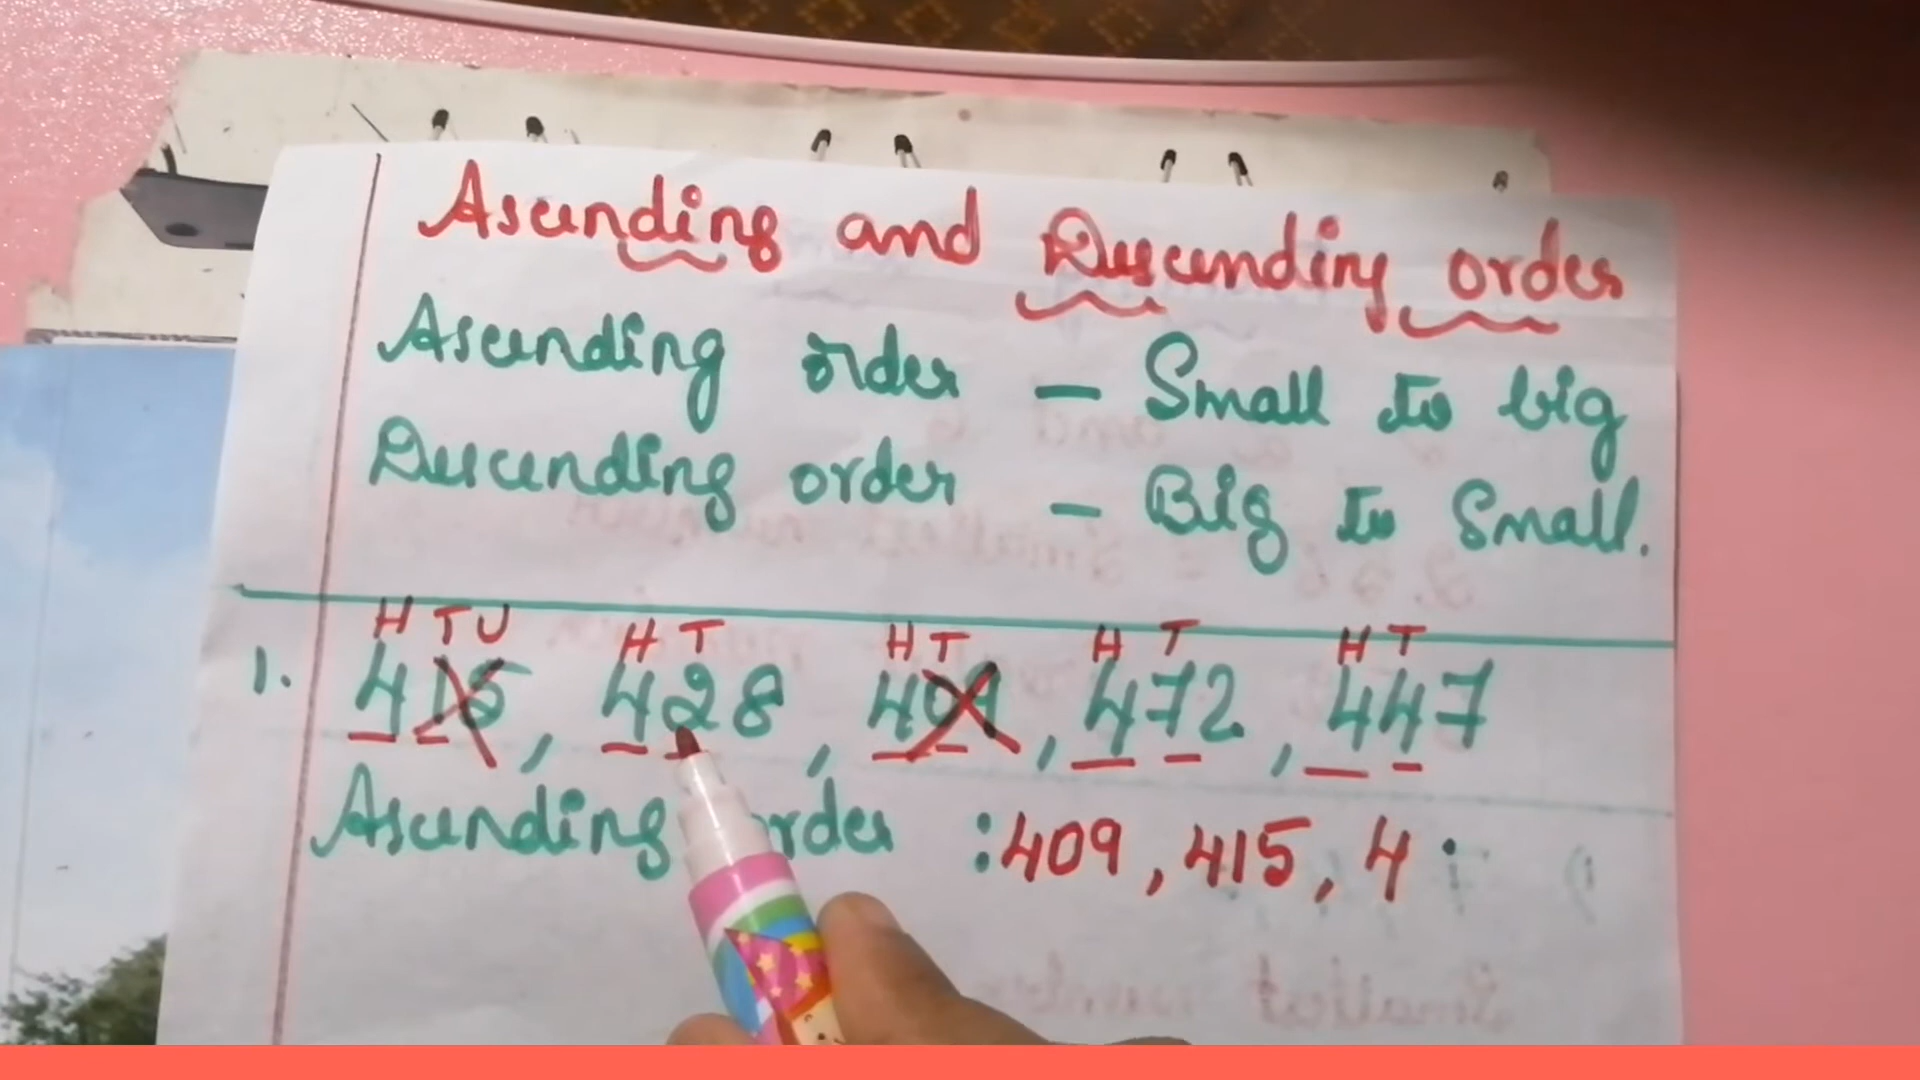 Ascending and Descending order
Ascending order - Small to big
Descending order - Big to Small.
H T U H T H T H T H T
1. 415, 428, 409, 472, 447
Ascending order : 409, 415, 4